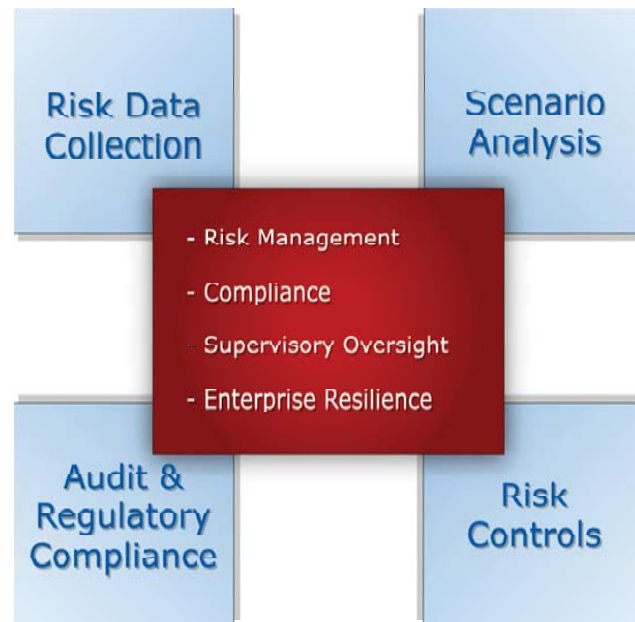 Risk Data
Collection
Scenario
Analysis
- Risk Management
- Compliance
- Supervisory Oversight
- Enterprise Resilience
Audit &
Regulatory
Compliance
Risk
Controls